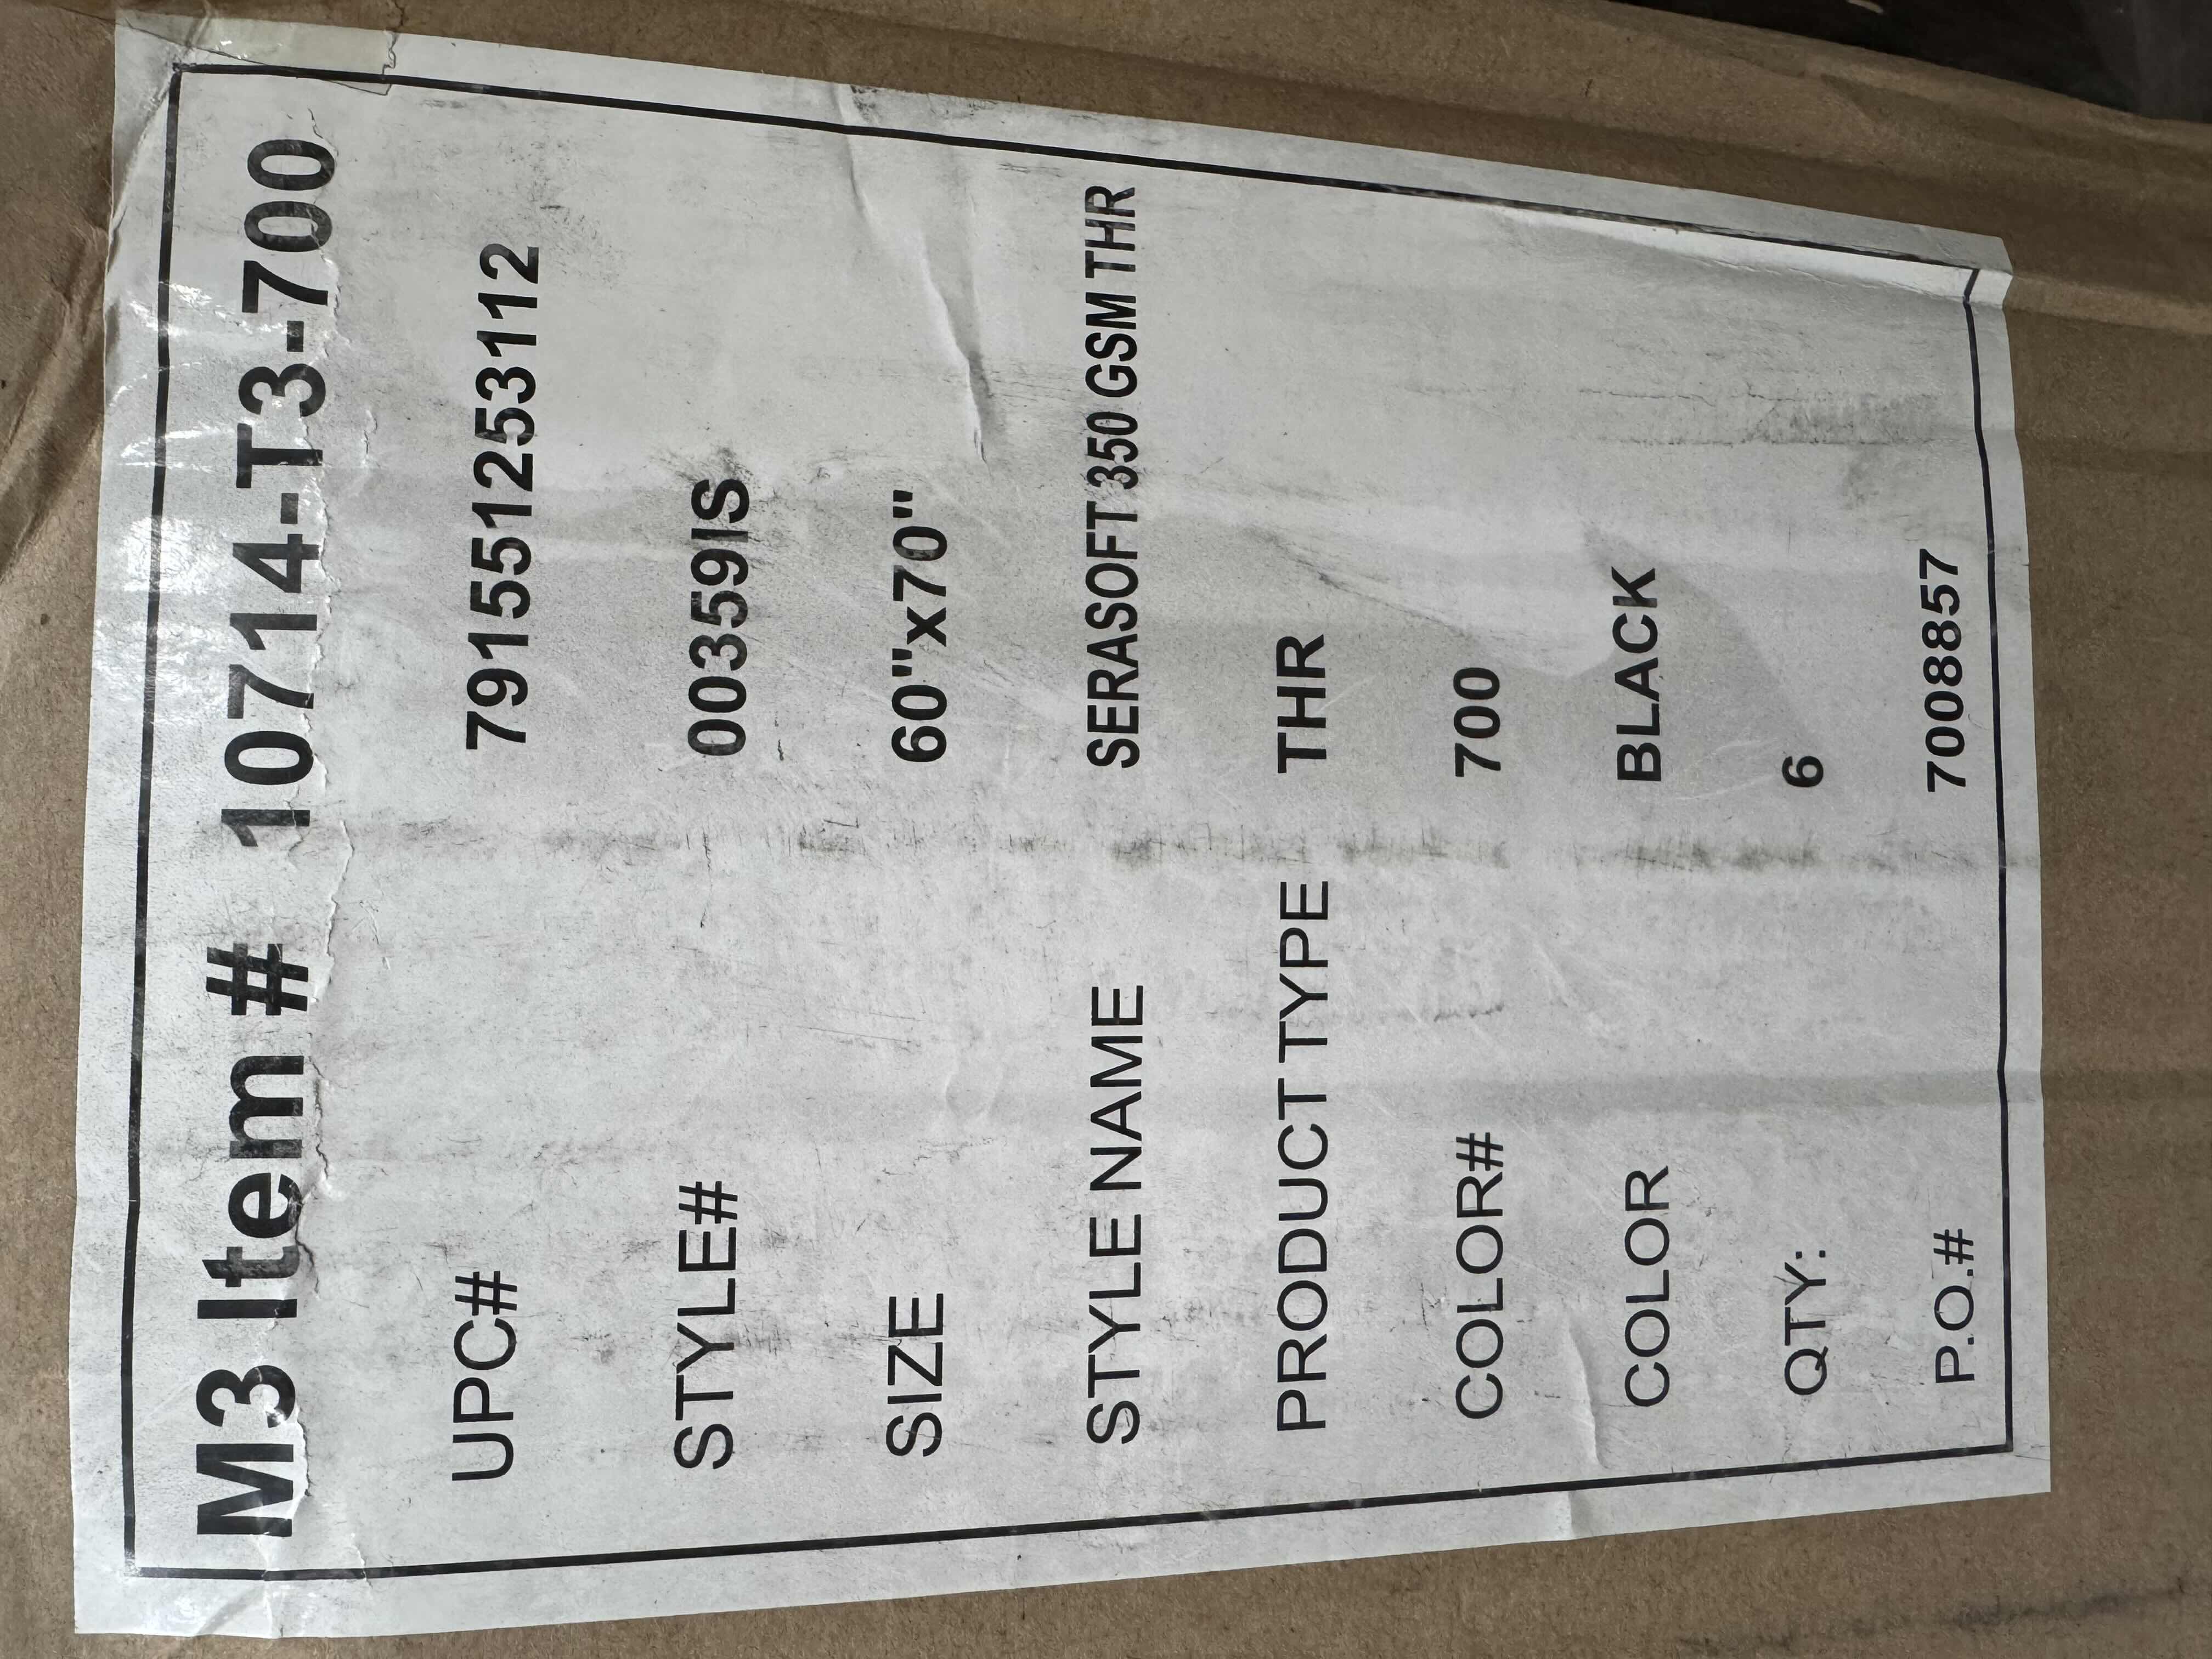 M3 Item # 10714-T3-700
UPC# 791551253112
STYLE# 00359IS
SIZE 60"x70"
STYLE NAME SERASOFT 350 GSM THR
PRODUCT TYPE THR
COLOR# 700
COLOR BLACK
QTY: 6
P.O.# 7008857